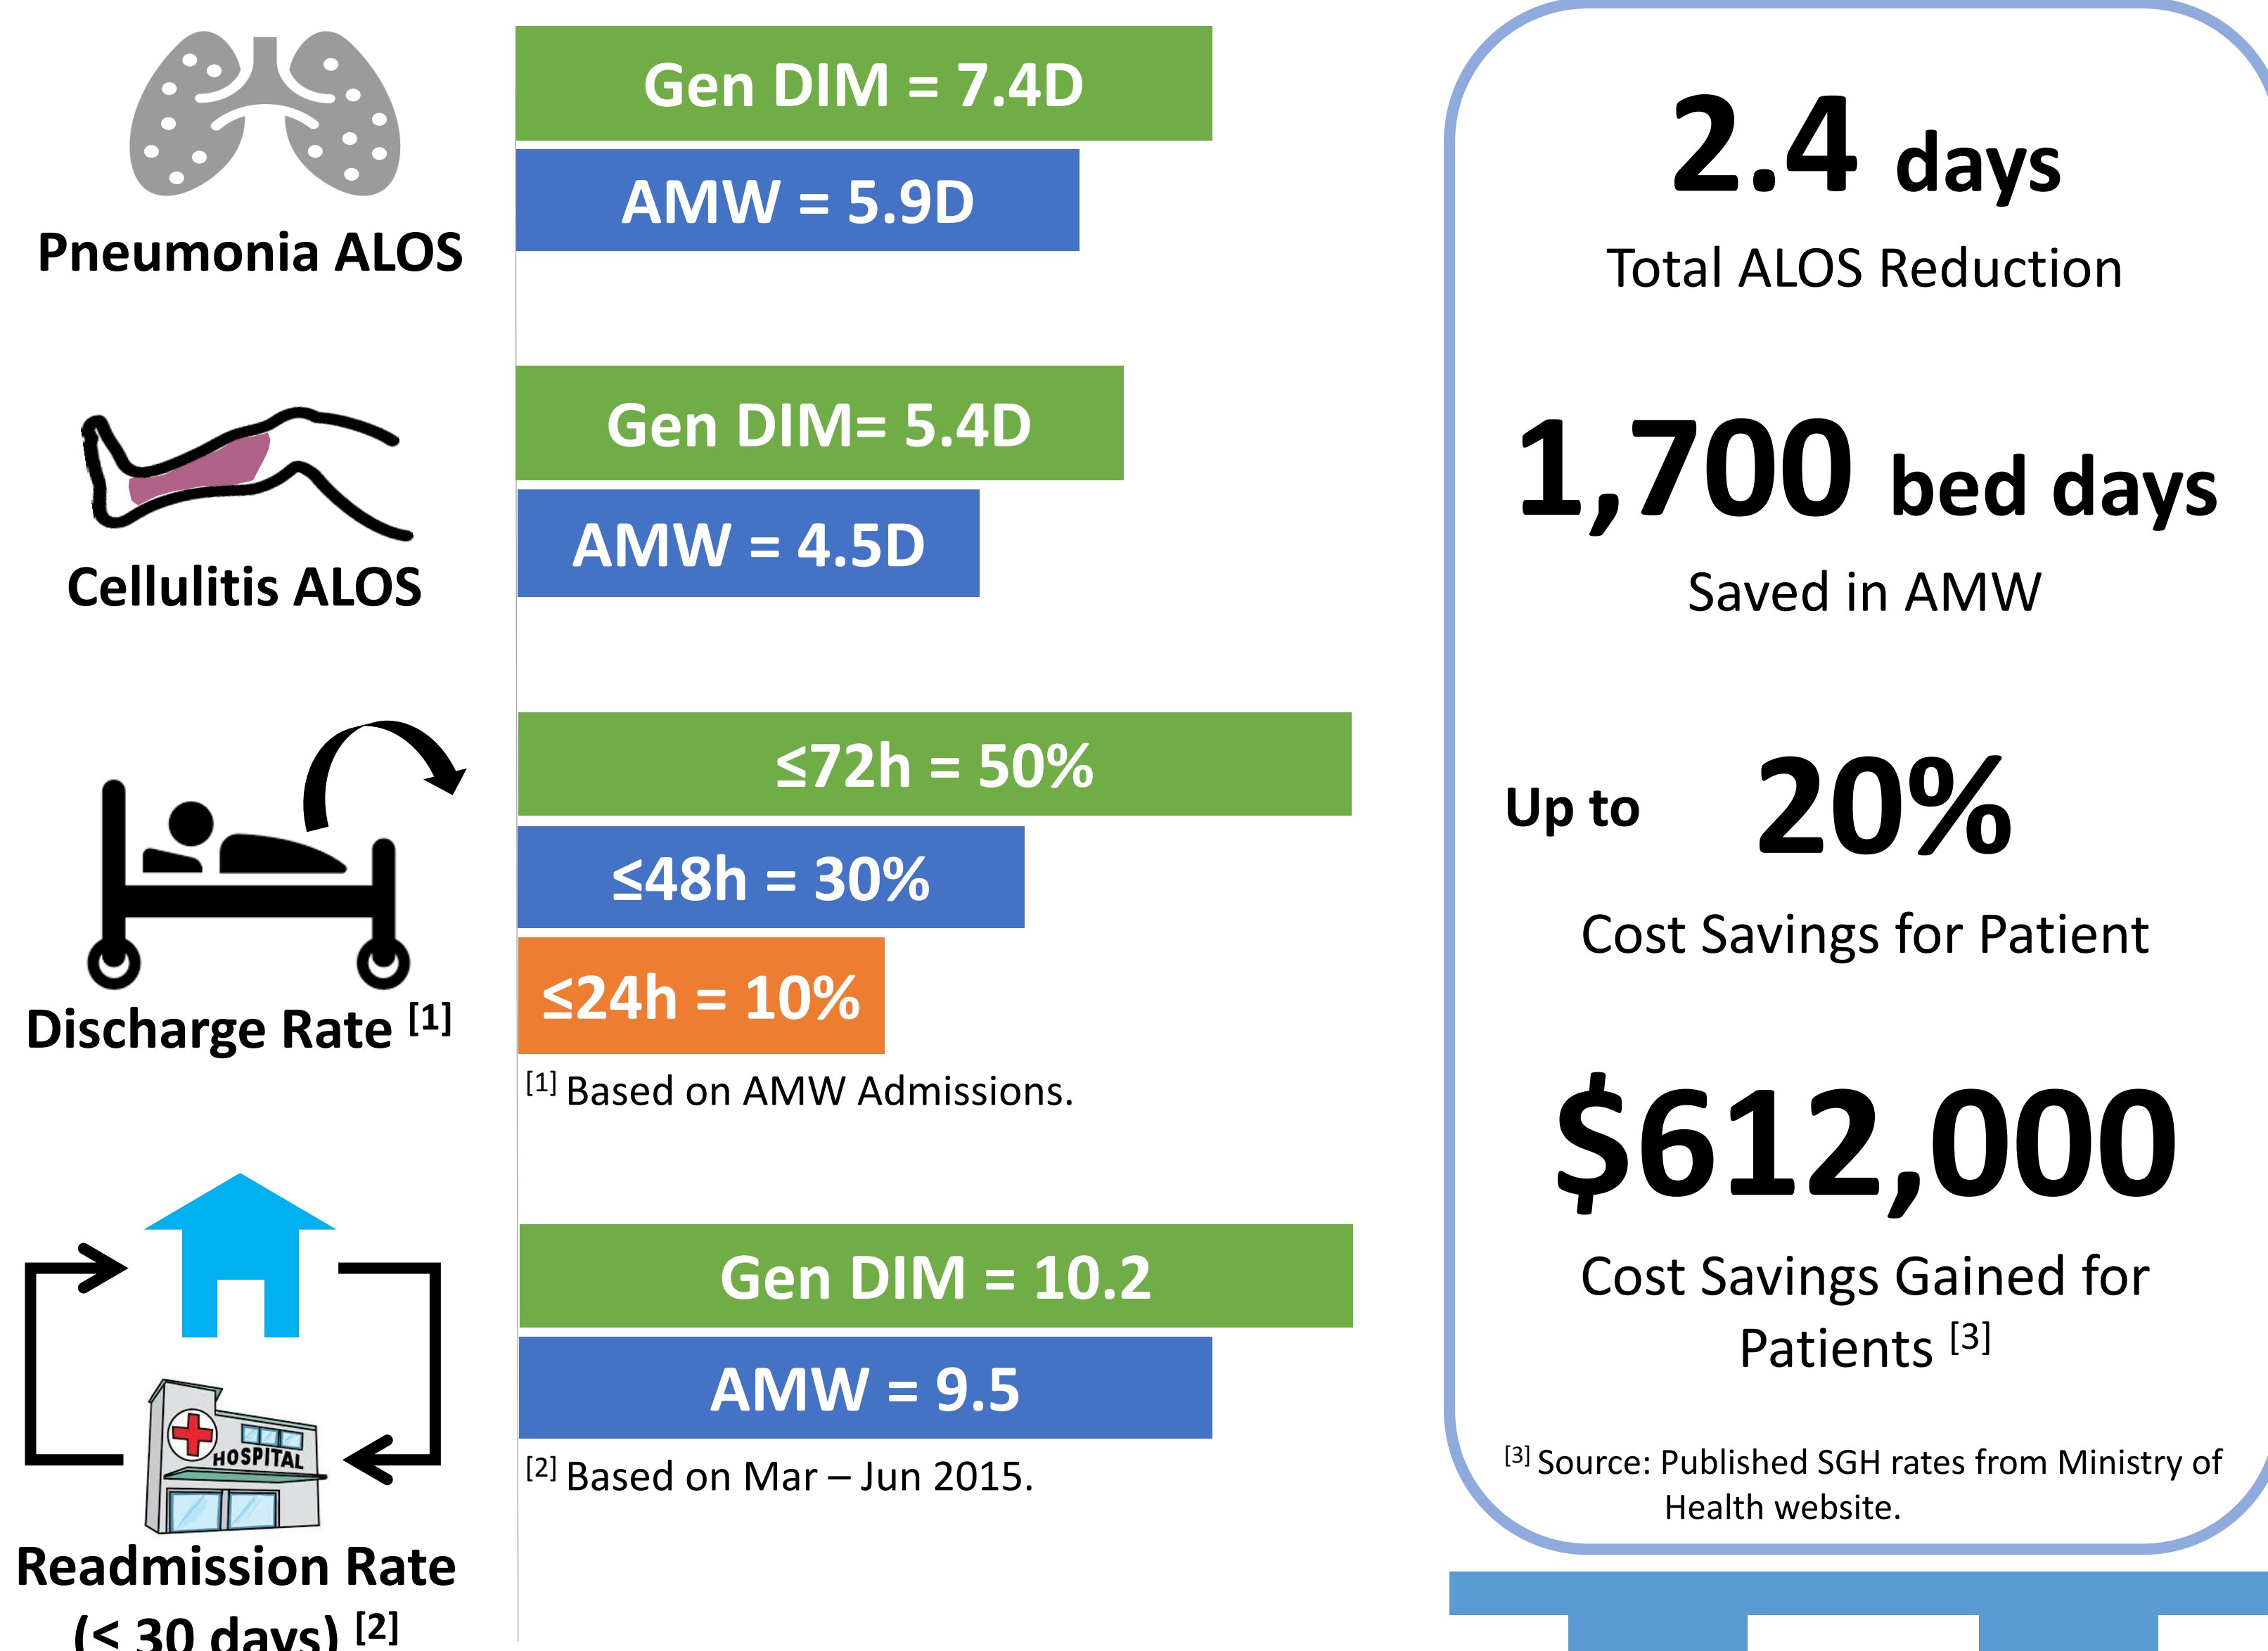 Gen DIM = 7.4D
AMW = 5.9D
Pneumonia ALOS
Gen DIM= 5.4D
AMW = 4.5D
Cellulitis ALOS
≤72h = 50%
≤48h = 30%
≤24h = 10%
Discharge Rate [1]
[1] Based on AMW Admissions.
Gen DIM = 10.2
AMW = 9.5
HOSPITAL
[2] Based on Mar – Jun 2015.
Readmission Rate
(< 30 days) [2]
2.4 days
Total ALOS Reduction
1,700 bed days
Saved in AMW
Up to 20%
Cost Savings for Patient
$612,000
Cost Savings Gained for
Patients [3]
[3] Source: Published SGH rates from Ministry of
Health website.